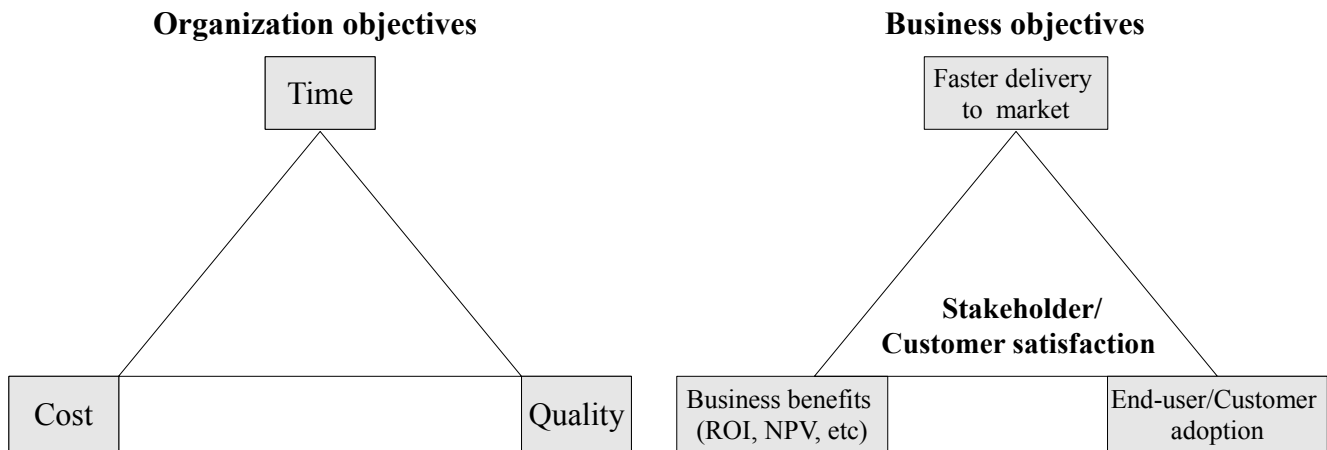 Organization objectives
Time
Cost
Quality
Business objectives
Faster delivery
to market
Stakeholder/
Customer satisfaction
Business benefits
(ROI, NPV, etc)
End-user/Customer
adoption